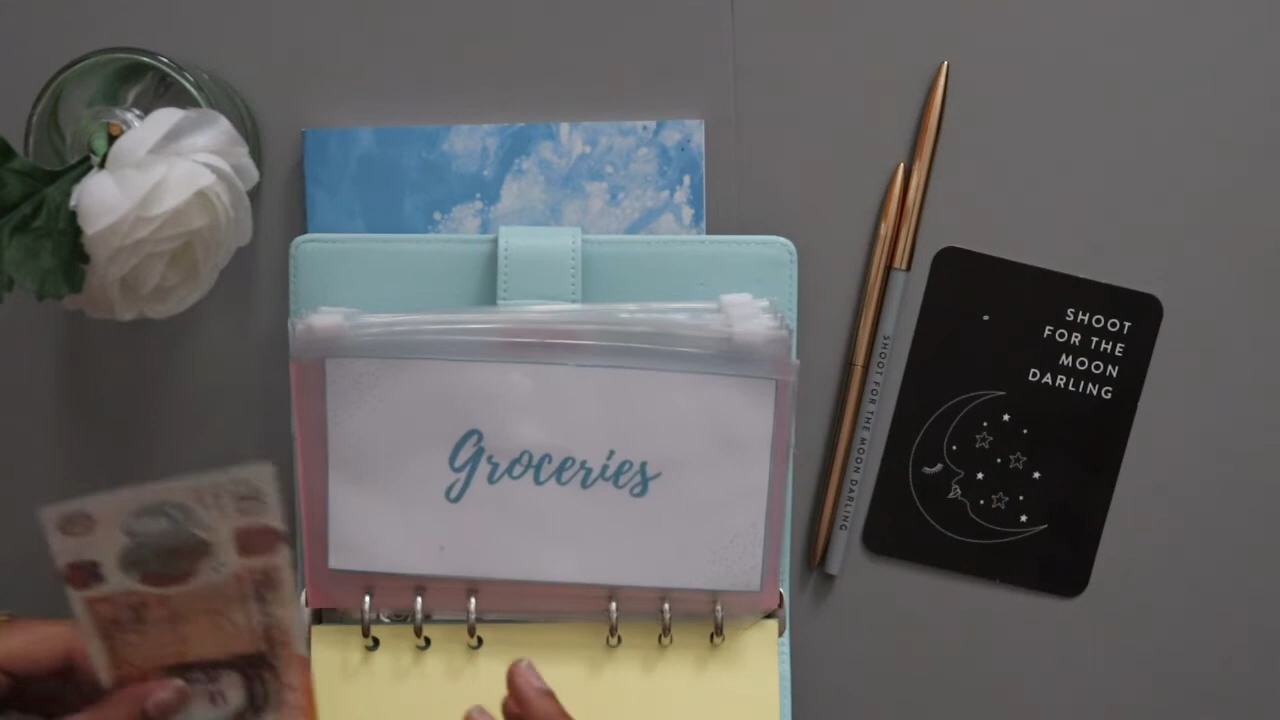 Groceries
SHOOT FOR THE MOON DARLING
SHOOT
FOR THE
MOON
DARLING